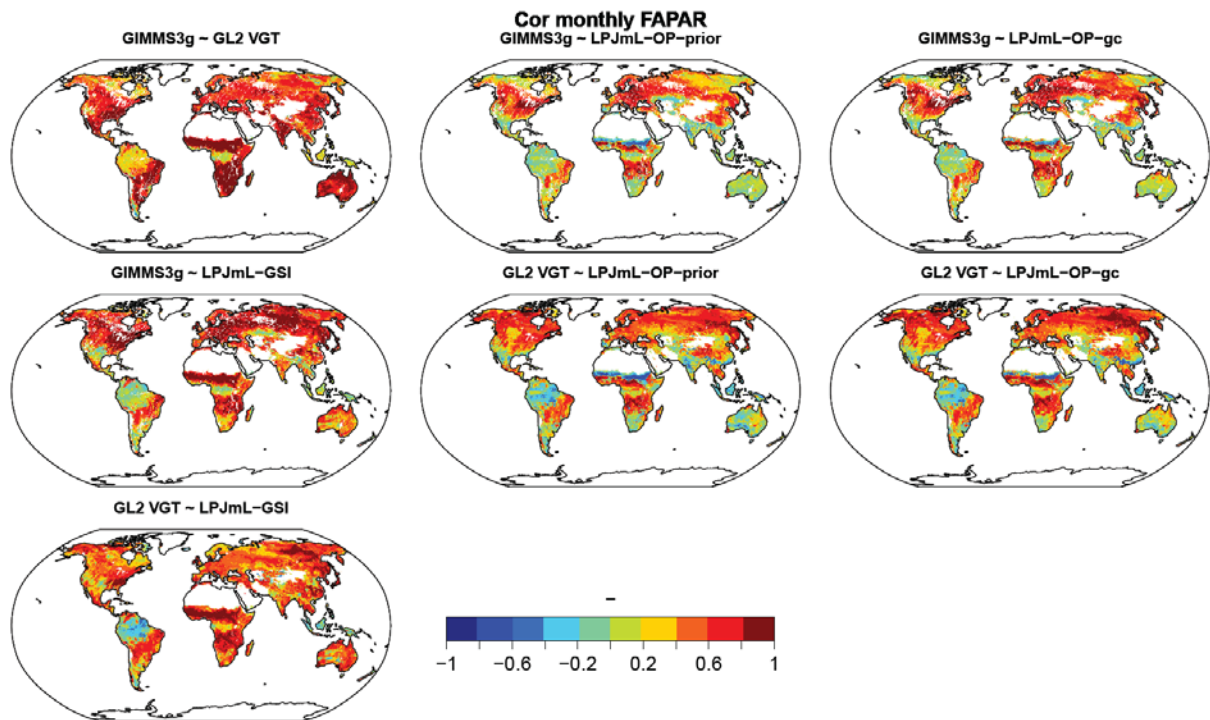 Cor monthly FAPAR
GIMMS3g ~ GL2 VGT
GIMMS3g ~ LPJmL−OP−prior
GIMMS3g ~ LPJmL−OP−gc
GIMMS3g ~ LPJmL−GSI
GL2 VGT ~ LPJmL−OP−prior
GL2 VGT ~ LPJmL−OP−gc
GL2 VGT ~ LPJmL−GSI
−
−1 −0.6 −0.2 0.2 0.6 1